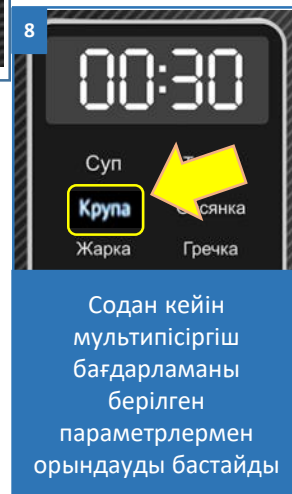 8
00:30
Суп
Крупа
Жарка Гречка
Содан кейін
мультипісіргіш
бағдарламаны
берілген
параметрлермен
орындауды бастайды